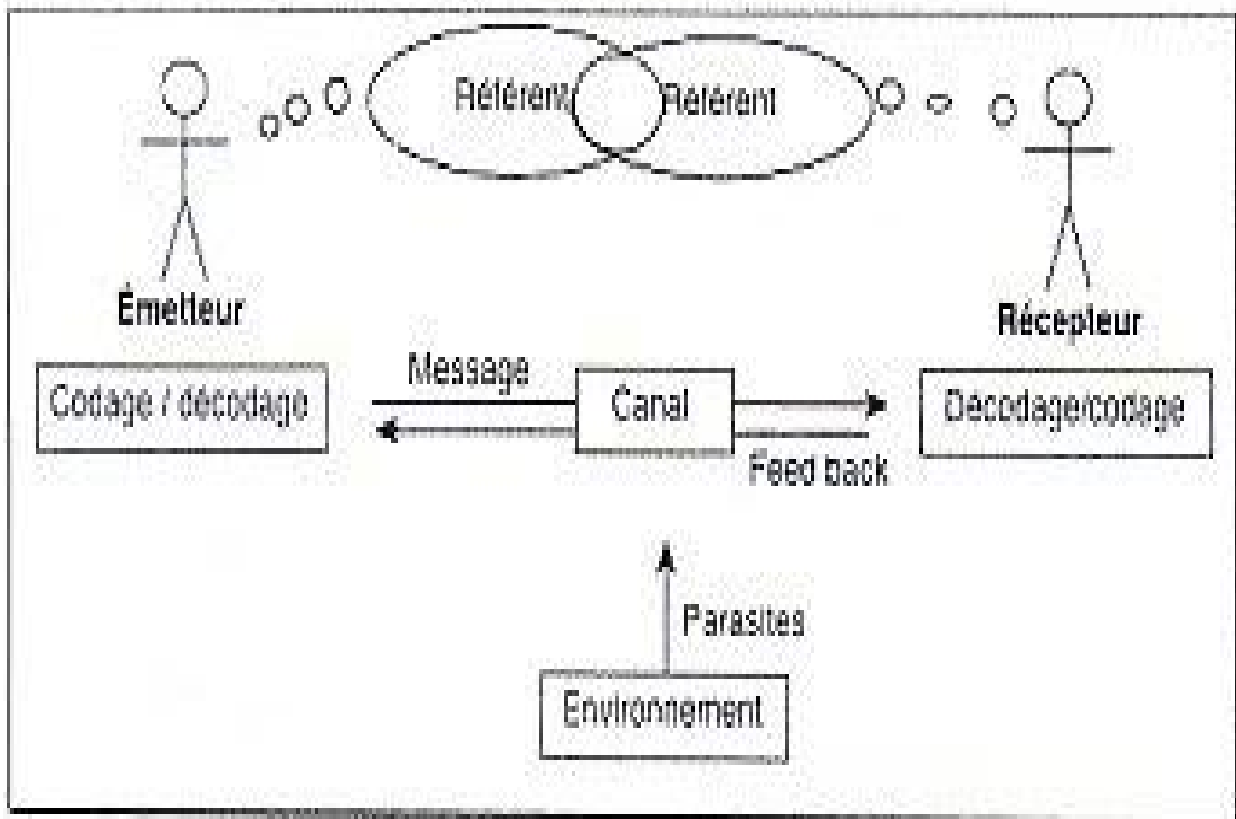 Référent
Référent
Émetteur
Récepteur
Codage / décodage
Message
Canal
Décodage/codage
Feed back
Parasites
Environnement